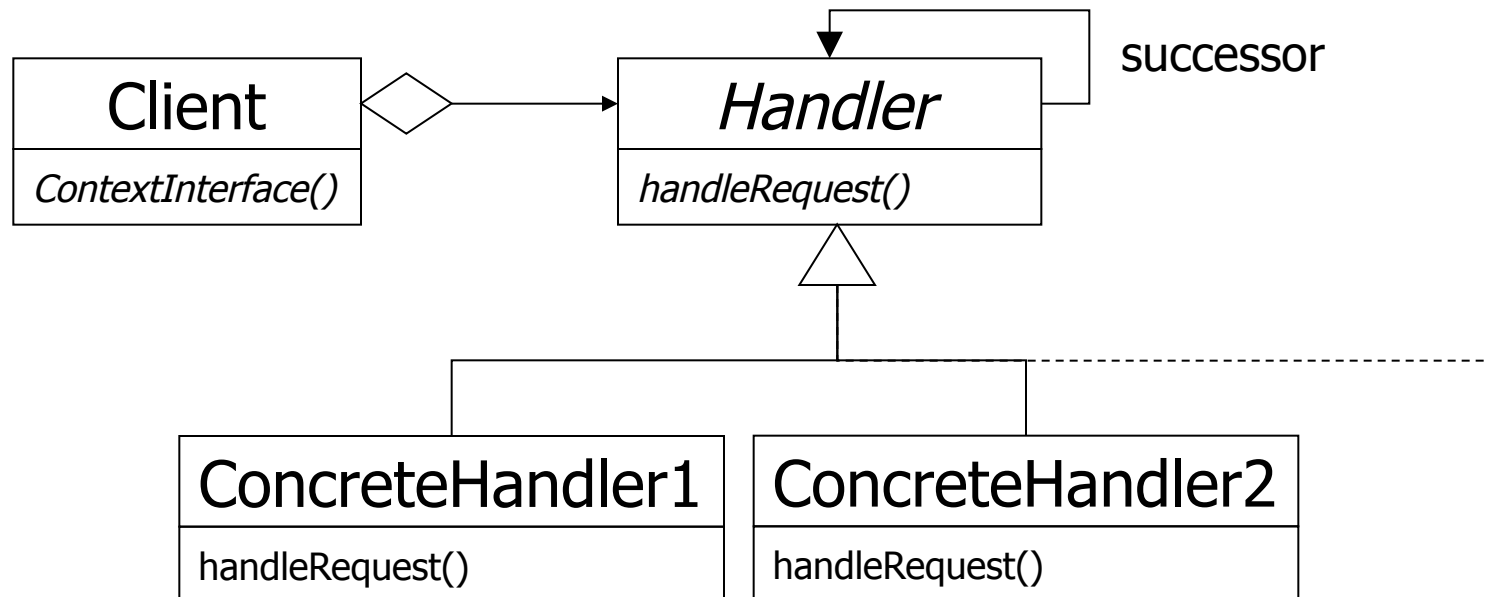 successor
Client
Handler
ContextInterface()
handleRequest()
ConcreteHandler1
ConcreteHandler2
handleRequest()
handleRequest()